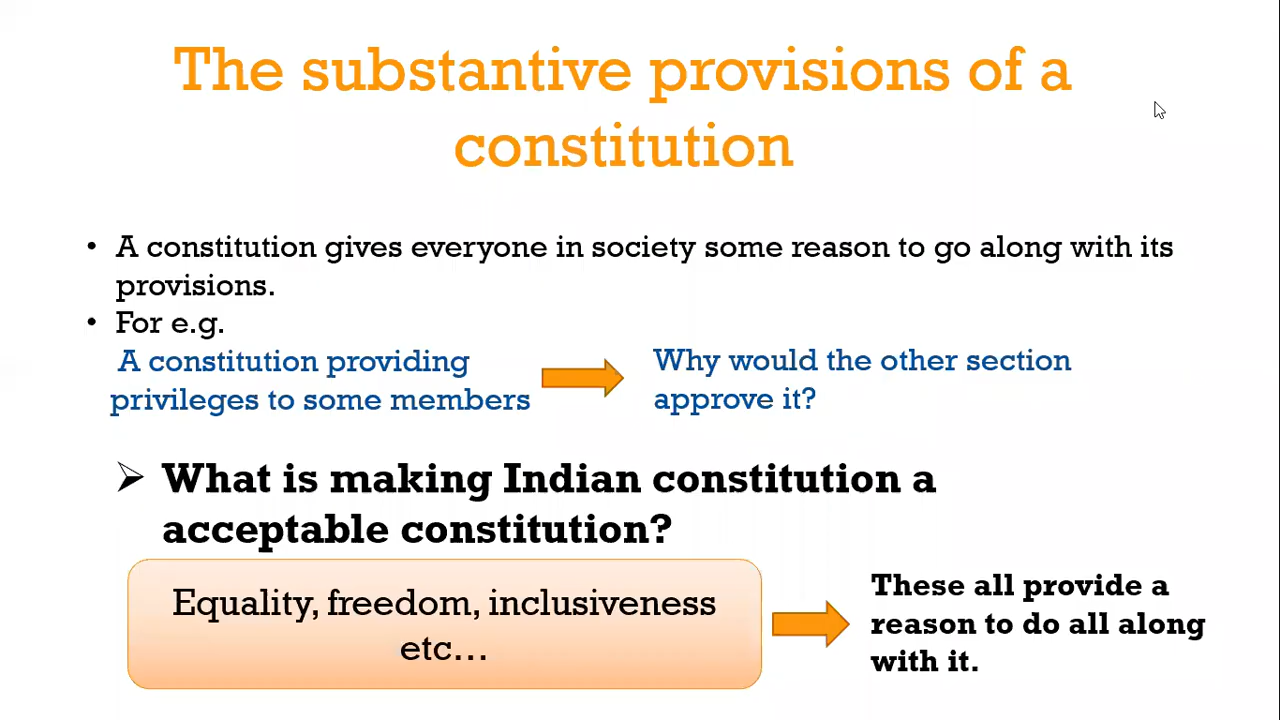 The substantive provisions of a
constitution
• A constitution gives everyone in society some reason to go along with its
provisions.
• For e.g.
A constitution providing
privileges to some members
Why would the other section
approve it?
➢ What is making Indian constitution a
acceptable constitution?
Equality, freedom, inclusiveness
etc...
These all provide a
reason to do all along
with it.